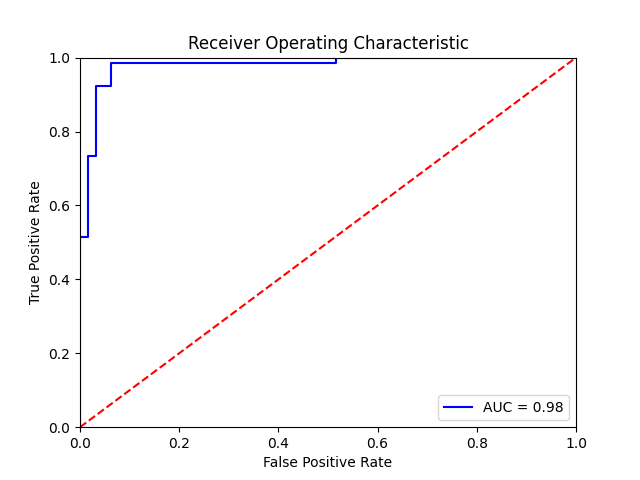 Receiver Operating Characteristic
1.0
0.8
0.6
0.4
0.2
0.0
True Positive Rate
AUC = 0.98
0.0 0.2 0.4 0.6 0.8 1.0
False Positive Rate